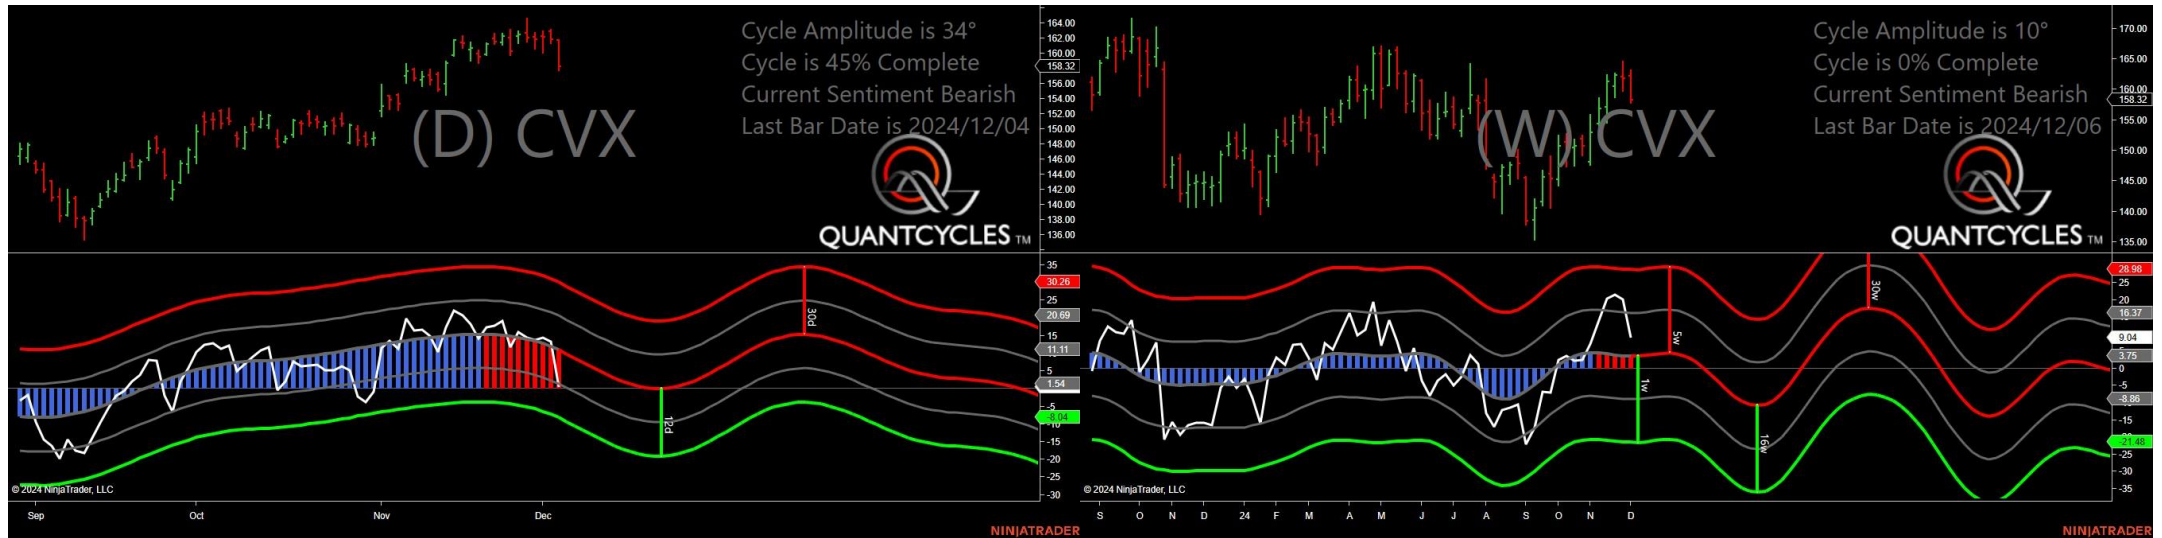 Cycle Amplitude is 34°
Cycle is 45% Complete
Current Sentiment Bearish
Last Bar Date is 2024/12/04
(D) CVX
QUANTCYCLES TM
164.00
162.00
160.00
158.32
156.00
154.00
152.00
150.00
148.00
146.00
144.00
142.00
140.00
138.00
136.00
35
30.26
25
20.69
15
11.11
5
1.54
-5
-8.04
-10
-15
-20
-25
-30
30d
12d
© 2024 NinjaTrader, LLC
Sep Oct Nov Dec
NINJATRADER
Cycle Amplitude is 10°
Cycle is 0% Complete
Current Sentiment Bearish
Last Bar Date is 2024/12/06
(W) CVX
QUANTCYCLES TM
170.00
165.00
160.00
158.32
155.00
150.00
145.00
140.00
135.00
28.98
25
20
16.37
9.04
3.75
0
-5
-8.86
-15
-21.48
-25
-30
-35
5w
1w
16w
30w
© 2024 NinjaTrader, LLC
S O N D 24 F M A M J J A S O N D
NINJATRADER